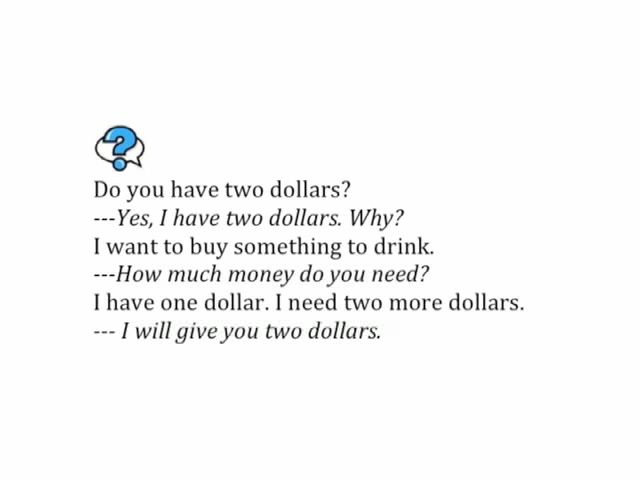 Do you have two dollars?
---Yes, I have two dollars. Why?
I want to buy something to drink.
---How much money do you need?
I have one dollar. I need two more dollars.
--- I will give you two dollars.